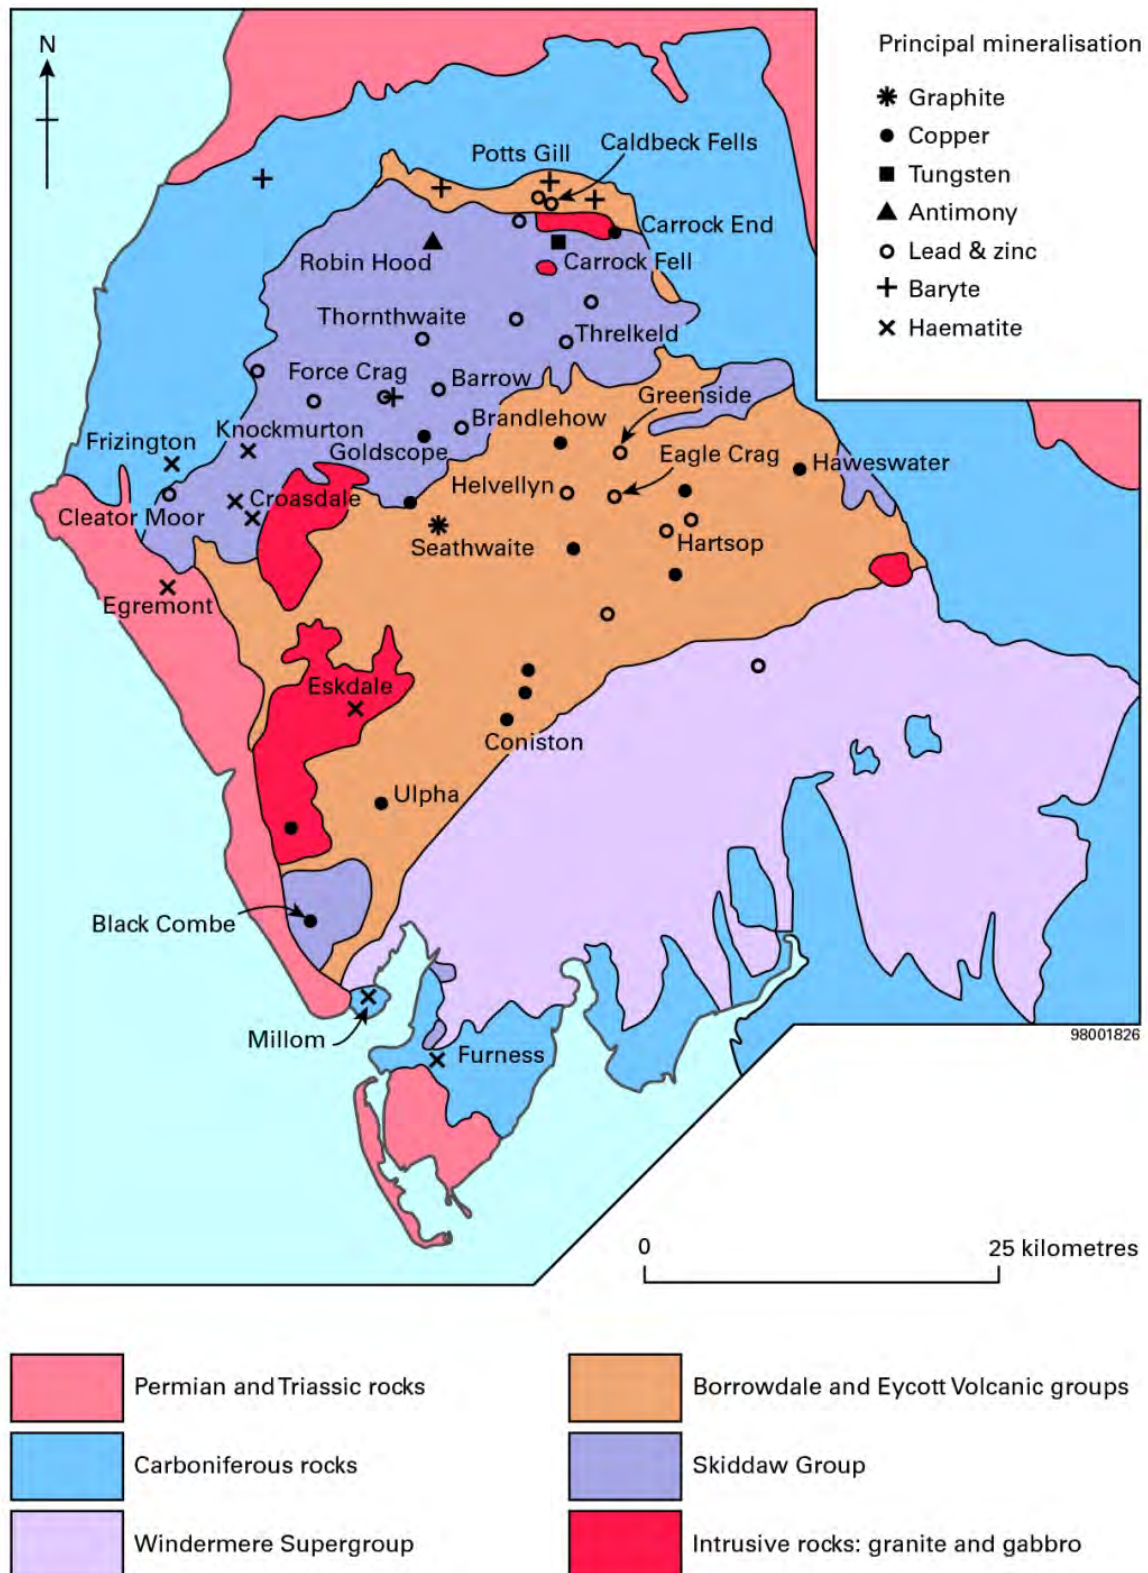 N
Principal mineralisation
Graphite
Copper
Tungsten
Antimony
Lead & zinc
Baryte
Haematite
Potts Gill
Caldbeck Fells
Carrock End
Robin Hood
Carrock Fell
Thornthwaite
Threlkeld
Force Crag
Barrow
Greenside
Brandlehow
Frizington
Knockmurton
Goldscope
Eagle Crag
Haweswater
Helvellyn
Croasdale
Cleator Moor
Seathwaite
Hartsop
Egremont
Eskdale
Coniston
Ulpha
Black Combe
Millom
Furness
98001826
0
25 kilometres
Permian and Triassic rocks
Borrowdale and Eycott Volcanic groups
Carboniferous rocks
Skiddaw Group
Windermere Supergroup
Intrusive rocks: granite and gabbro